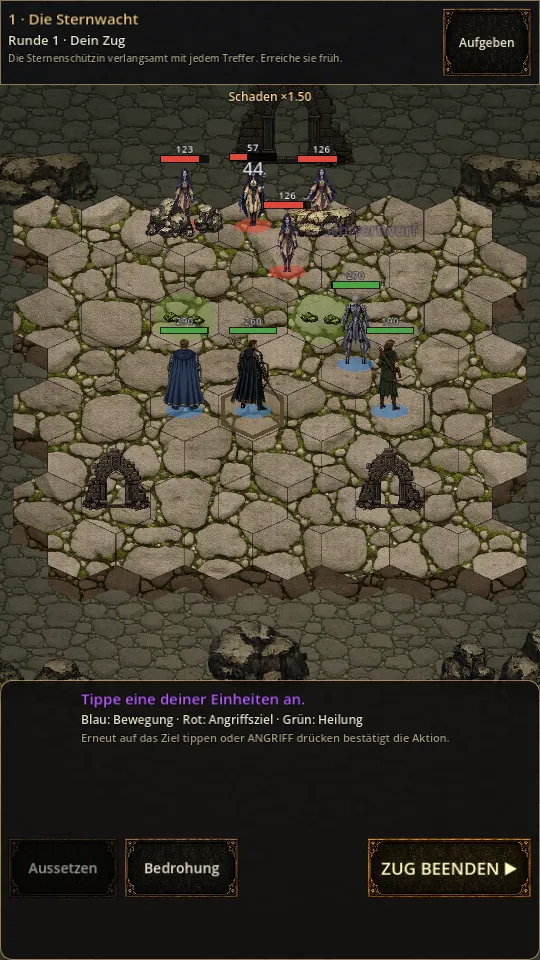 1 · Die Sternwacht
Runde 1 · Dein Zug
Die Sternenschützin verlangsamt mit jedem Treffer. Erreiche sie früh.
Aufgeben
Schaden ×1.50
123
57
126
44
126
Tippe eine deiner Einheiten an.
Blau: Bewegung · Rot: Angriffsziel · Grün: Heilung
Erneut auf das Ziel tippen oder ANGRIFF drücken bestätigt die Aktion.
Aussetzen
Bedrohung
ZUG BEENDEN ▶